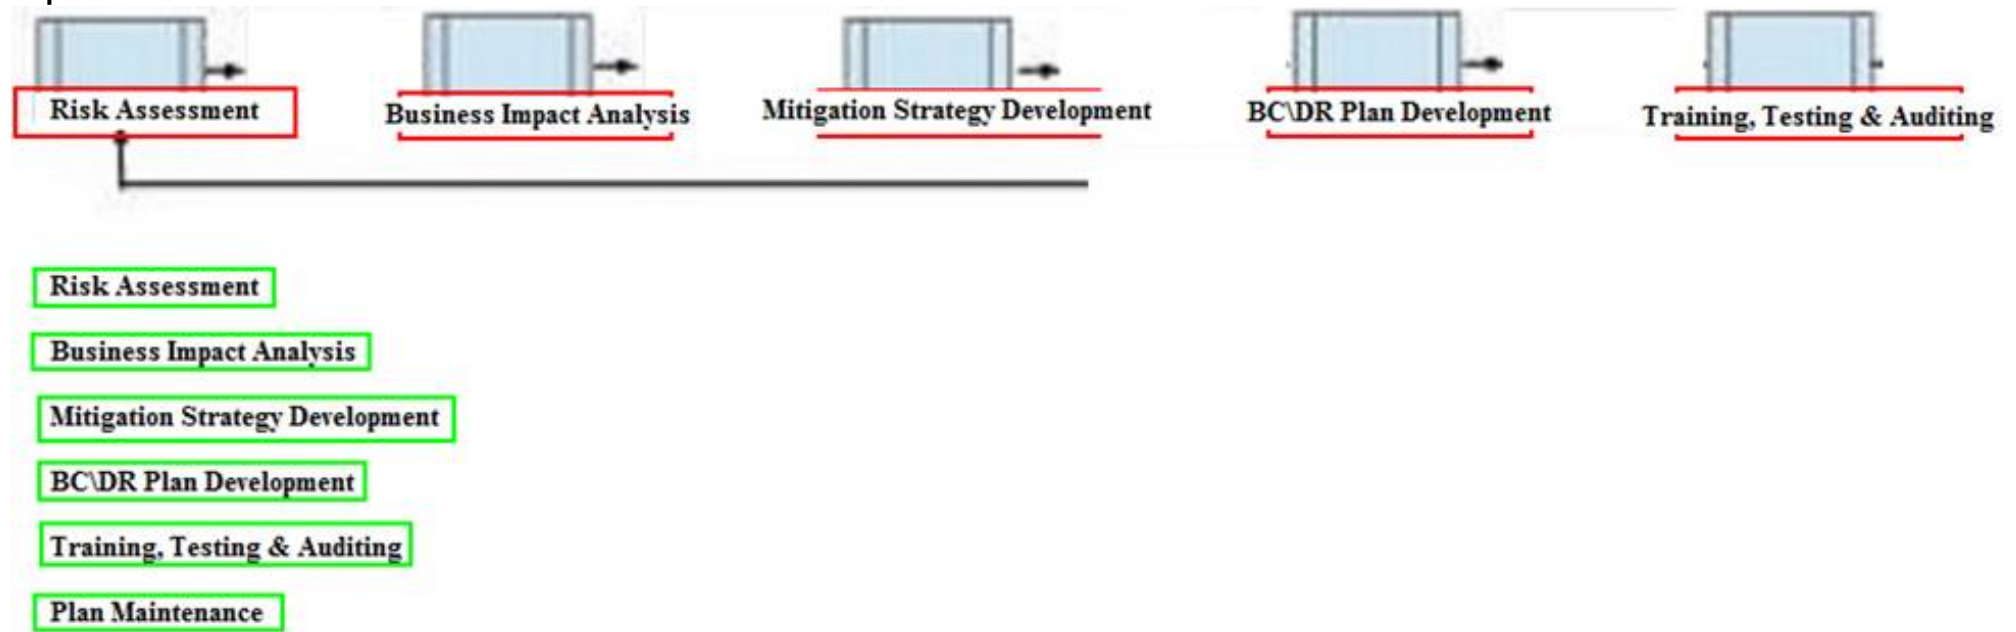 Risk Assessment
Business Impact Analysis
Mitigation Strategy Development
BC\DR Plan Development
Training, Testing & Auditing
Risk Assessment
Business Impact Analysis
Mitigation Strategy Development
BC\DR Plan Development
Training, Testing & Auditing
Plan Maintenance